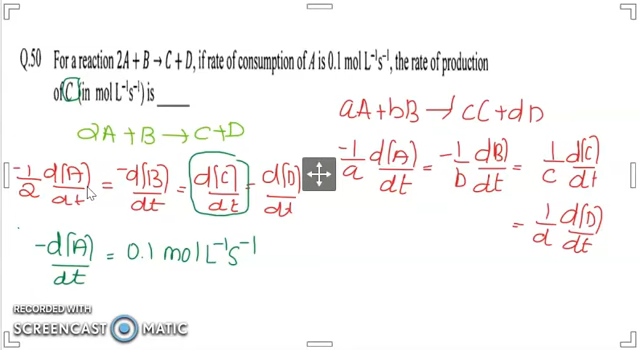 Q.50 For a reaction 2A + B → C + D, if rate of consumption of A is 0.1 mol L⁻¹s⁻¹, the rate of production
of C (in mol L⁻¹s⁻¹) is ____
aA + bB → cC + dD
2A + B → C + D
-1/2 d[A]/dt = -d[B]/dt = d[C]/dt = d[D]/dt
-1/a d[A]/dt = -1/b d[B]/dt = 1/c d[C]/dt
= 1/d d[D]/dt
-d[A]/dt = 0.1 mol L⁻¹s⁻¹
RECORDED WITH
SCREENCAST MATIC